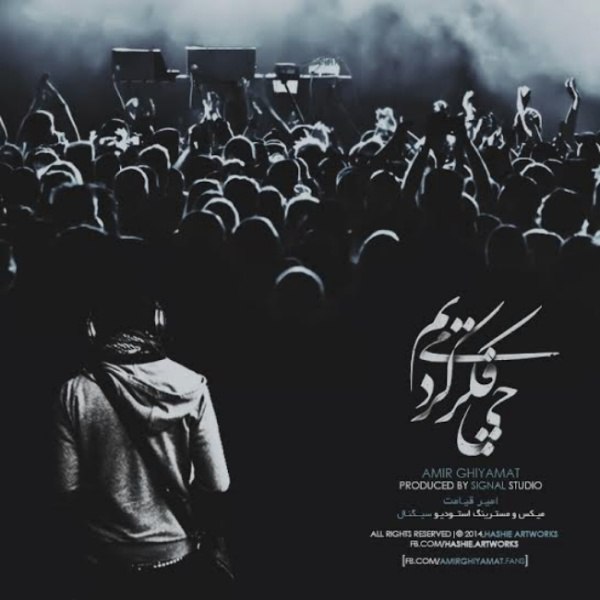 چی فکر می کردیم
AMIR GHIYAMAT
PRODUCED BY SIGNAL STUDIO
امیر قیامت
میکس و مسترینگ استودیو سیگنال
ALL RIGHTS RESERVED | @ 2014.HASHIE ARTWORKS
FB.COM/HASHIE.ARTWORKS
[FB.COM/AMIRGHIYAMAT.FANS]